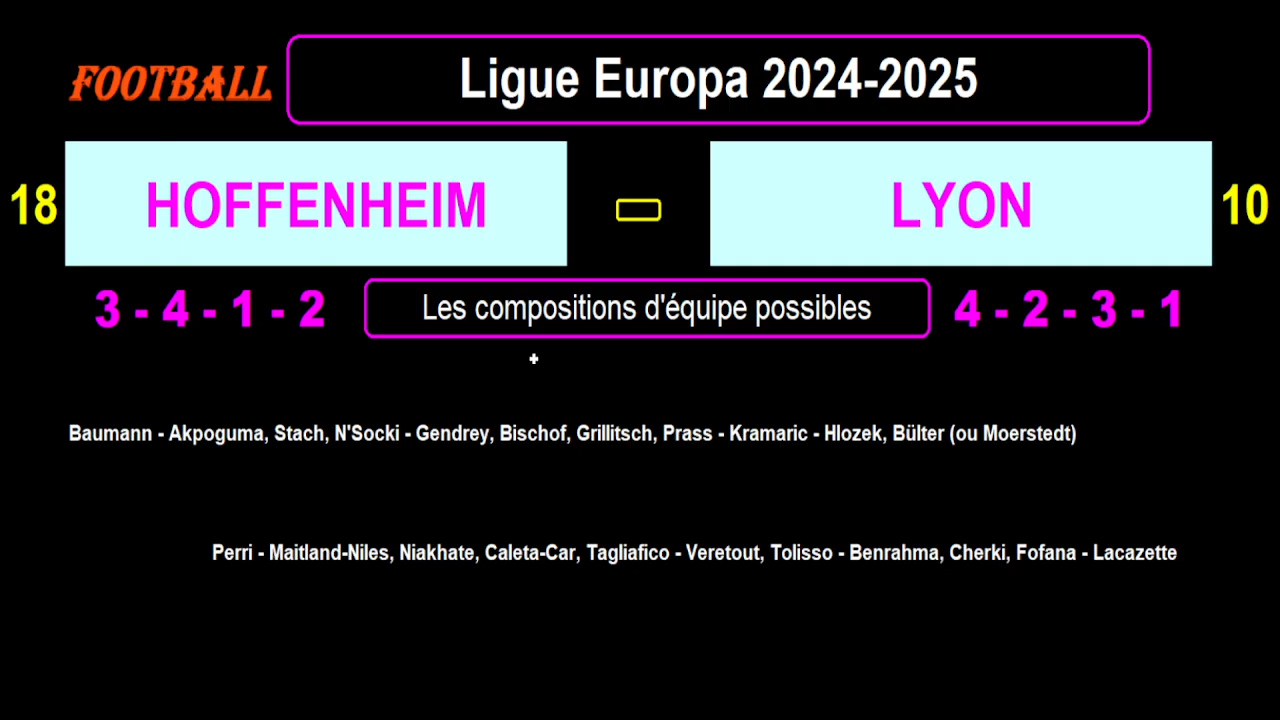 FOOTBALL
Ligue Europa 2024-2025
18 HOFFENHEIM - LYON 10
3 - 4 - 1 - 2 Les compositions d'équipe possibles 4 - 2 - 3 - 1
Baumann - Akpoguma, Stach, N'Socki - Gendrey, Bischof, Grillitsch, Prass - Kramaric - Hlozek, Bülter (ou Moerstedt)
Perri - Maitland-Niles, Niakhate, Caleta-Car, Tagliafico - Veretout, Tolisso - Benrahma, Cherki, Fofana - Lacazette